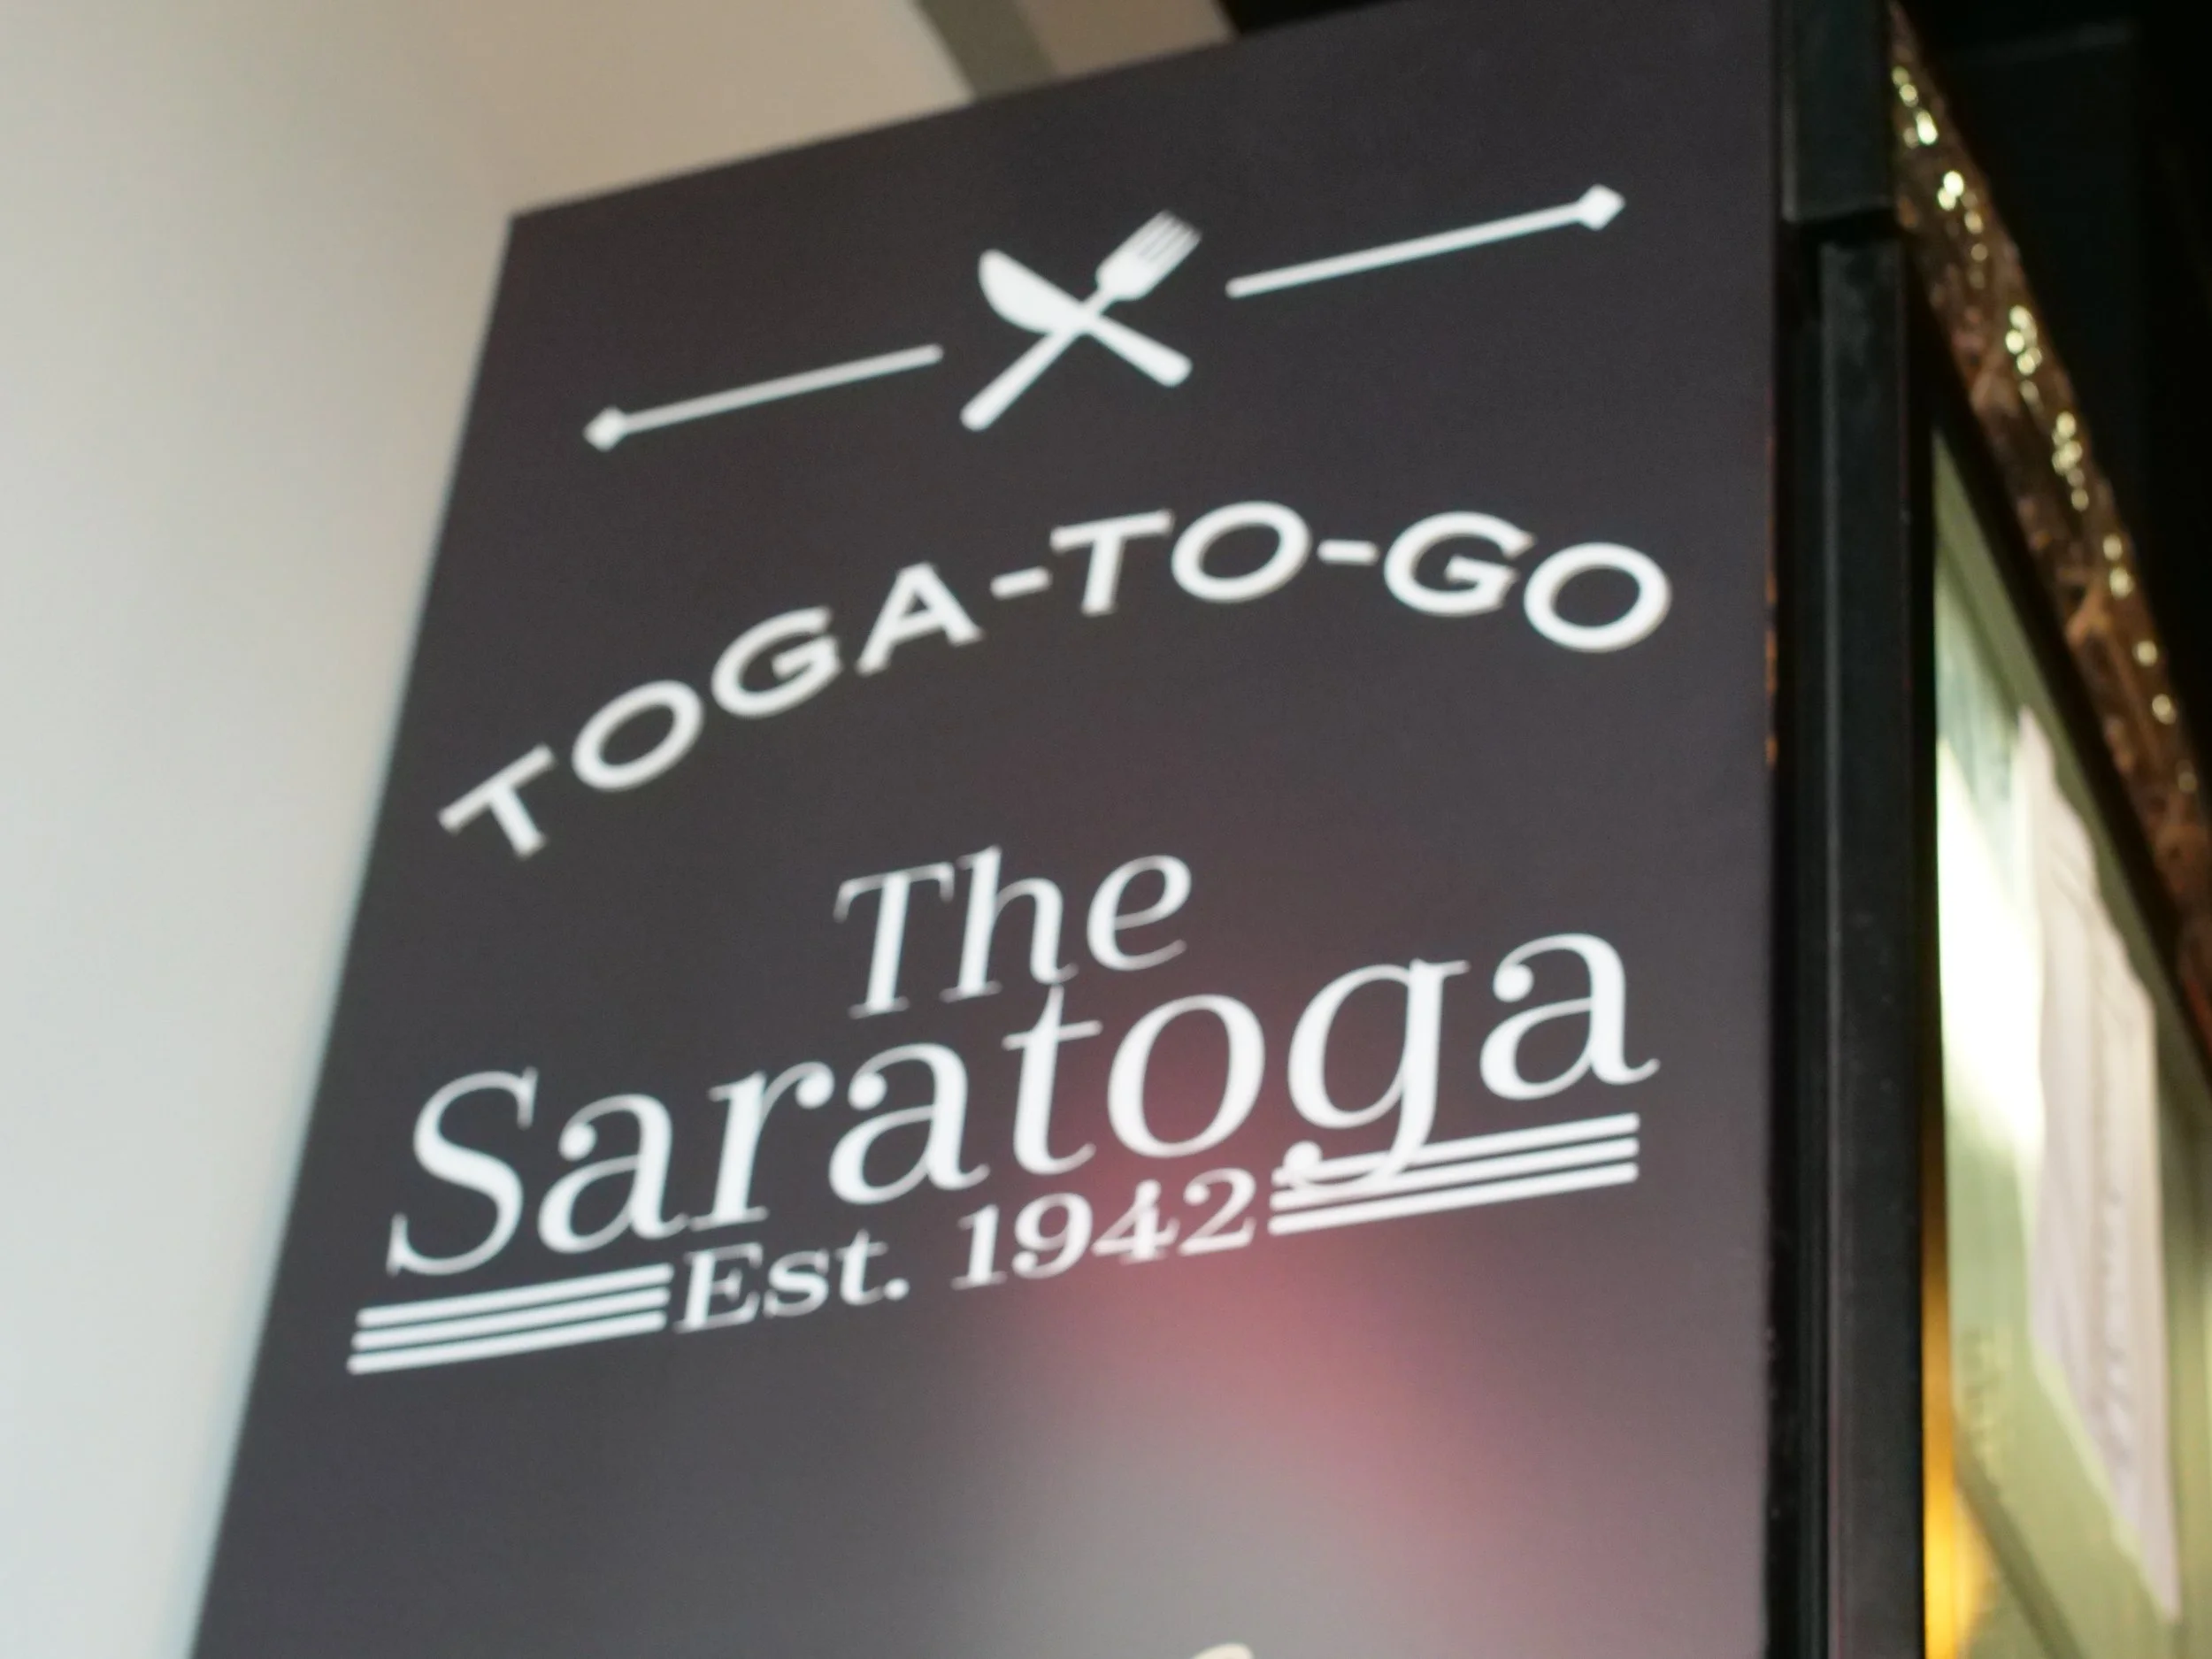 TOGA-TO-GO
The
Saratoga
Est. 1942